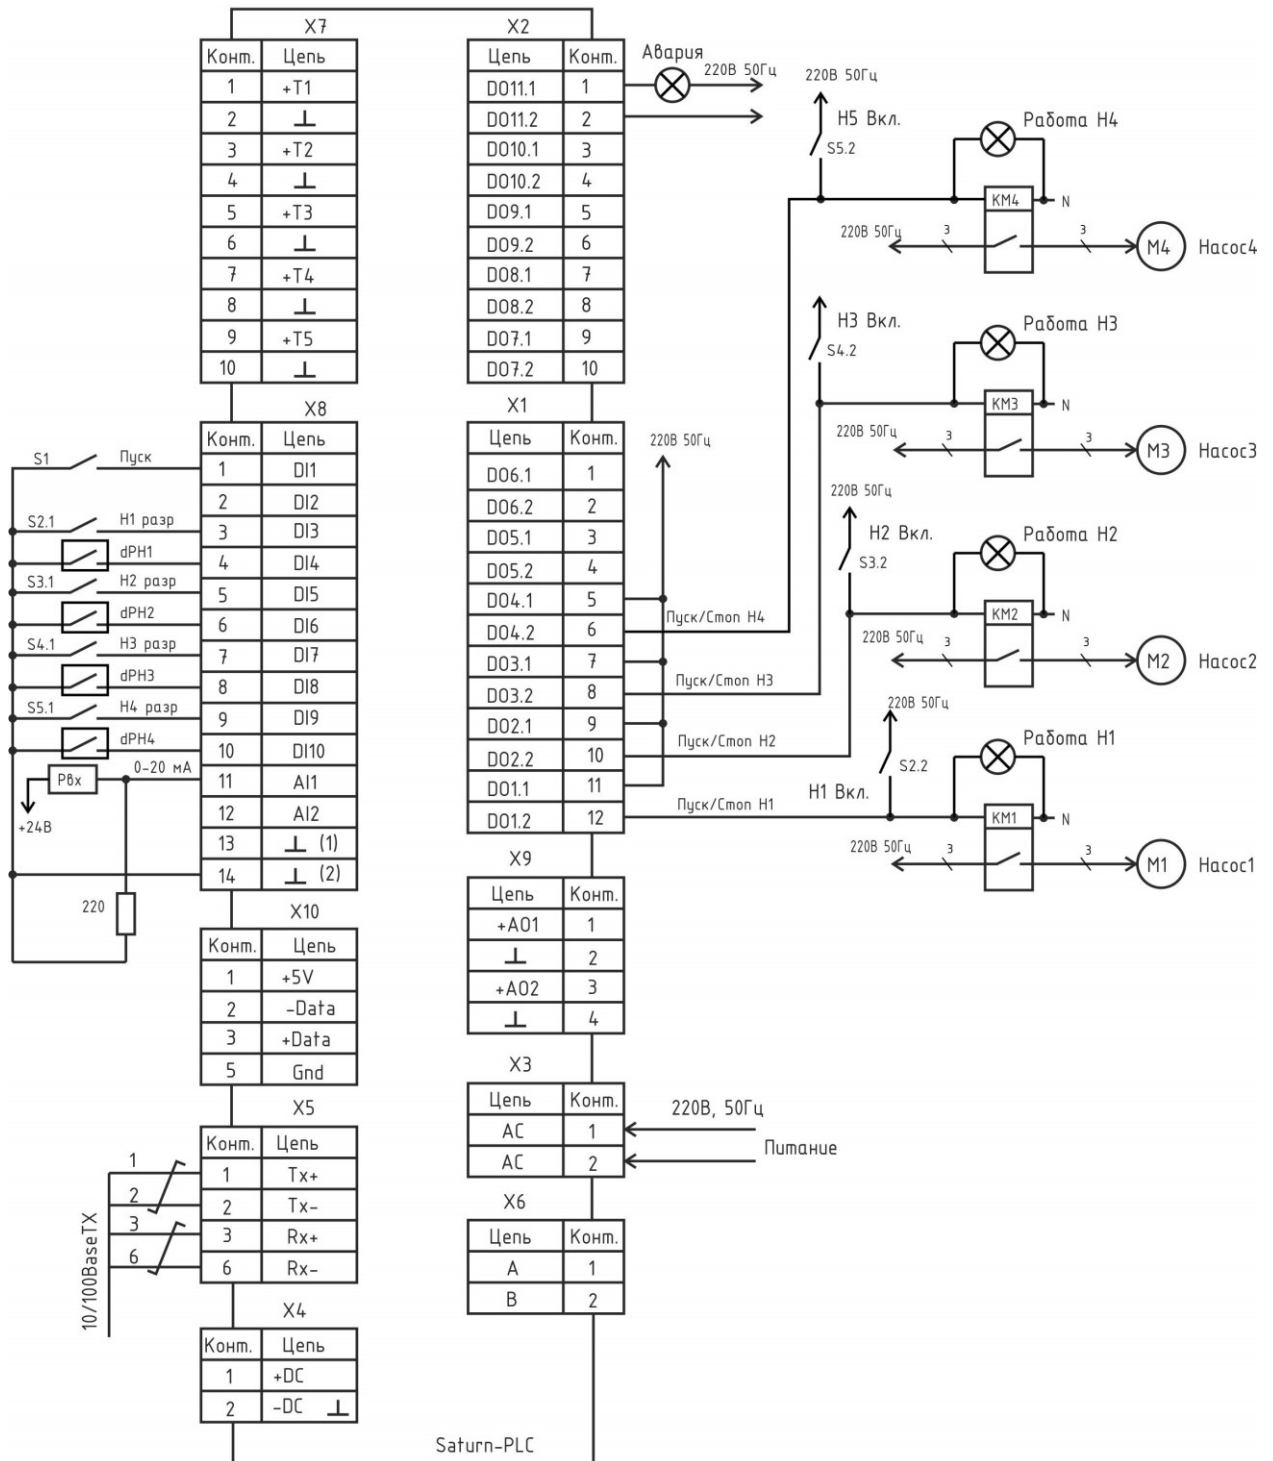 X7
Конт. Цепь
1 +T1
2 ⊥
3 +T2
4 ⊥
5 +T3
6 ⊥
7 +T4
8 ⊥
9 +T5
10 ⊥
X8
Конт. Цепь
S1 Пуск 1 DI1
2 DI2
S2.1 Н1 разр 3 DI3
dPH1 4 DI4
S3.1 Н2 разр 5 DI5
dPH2 6 DI6
S4.1 Н3 разр 7 DI7
dPH3 8 DI8
S5.1 Н4 разр 9 DI9
dPH4 10 DI10
Рвх 0-20 мА 11 AI1
+24В
12 AI2
13 ⊥ (1)
14 ⊥ (2)
220
X10
Конт. Цепь
1 +5V
2 -Data
3 +Data
5 Gnd
X5
Конт. Цепь
1 1 Tx+
2 2 Tx-
3 3 Rx+
6 6 Rx-
10/100BaseTX
X4
Конт. Цепь
1 +DC
2 -DC ⊥
X2
Цепь Конт.
DO11.1 1
DO11.2 2
DO10.1 3
DO10.2 4
DO9.1 5
DO9.2 6
DO8.1 7
DO8.2 8
DO7.1 9
DO7.2 10
Авария
220В 50Гц
X1
Цепь Конт.
DO6.1 1
DO6.2 2
DO5.1 3
DO5.2 4
DO4.1 5
DO4.2 6 Пуск/Стоп Н4
DO3.1 7
DO3.2 8 Пуск/Стоп Н3
DO2.1 9
DO2.2 10 Пуск/Стоп Н2
DO1.1 11
DO1.2 12 Пуск/Стоп Н1
220В 50Гц
X9
Цепь Конт.
+AO1 1
⊥ 2
+AO2 3
⊥ 4
X3
Цепь Конт.
AC 1
AC 2
220В, 50Гц
Питание
X6
Цепь Конт.
A 1
B 2
Saturn-PLC
220В 50Гц
Н5 Вкл.
S5.2
Работа Н4
KM4 N
220В 50Гц 3 3 М4 Насос4
Н3 Вкл.
S4.2
Работа Н3
KM3 N
220В 50Гц 3 3 М3 Насос3
220В 50Гц
Н2 Вкл.
S3.2
Работа Н2
KM2 N
220В 50Гц 3 3 М2 Насос2
220В 50Гц
S2.2
Н1 Вкл.
Работа Н1
KM1 N
220В 50Гц 3 3 М1 Насос1